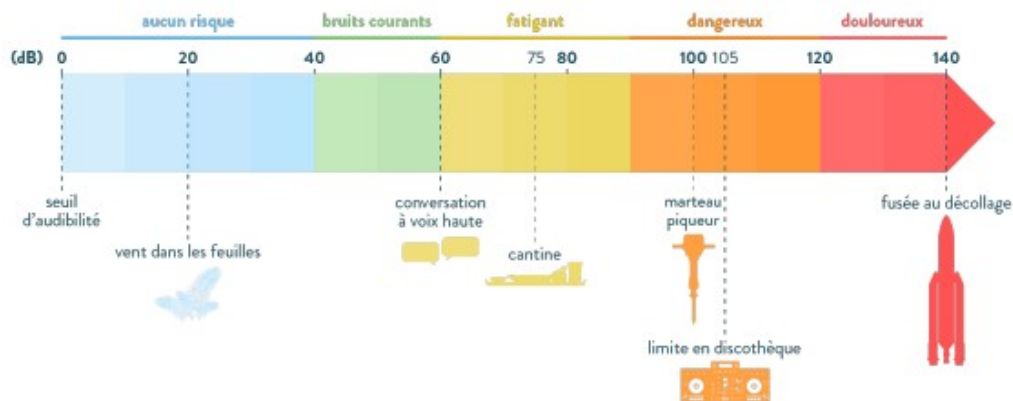 aucun risque bruits courants fatigant dangereux douloureux
(dB) 0 20 40 60 75 80 100 105 120 140
seuil
d'audibilité
vent dans les feuilles
conversation
à voix haute
cantine
marteau
piqueur
limite en discothèque
fusée au décollage